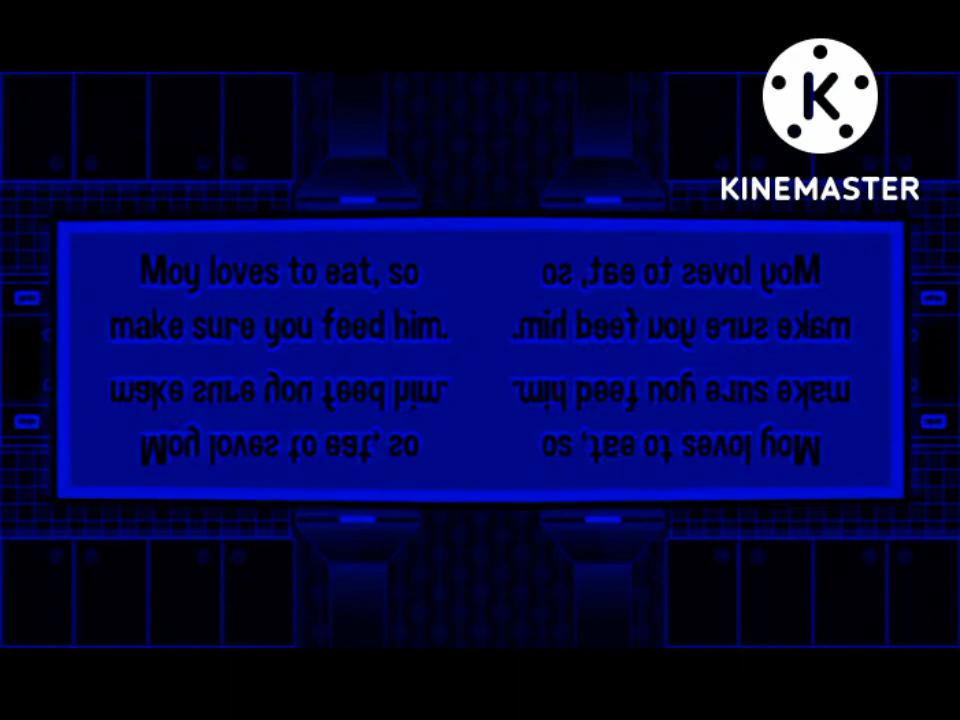 KINEMASTER
Moy loves to eat, so Moy loves to eat, so
make sure you feed him. make sure you feed him.
make sure you feed him. make sure you feed him.
Moy loves to eat, so Moy loves to eat, so